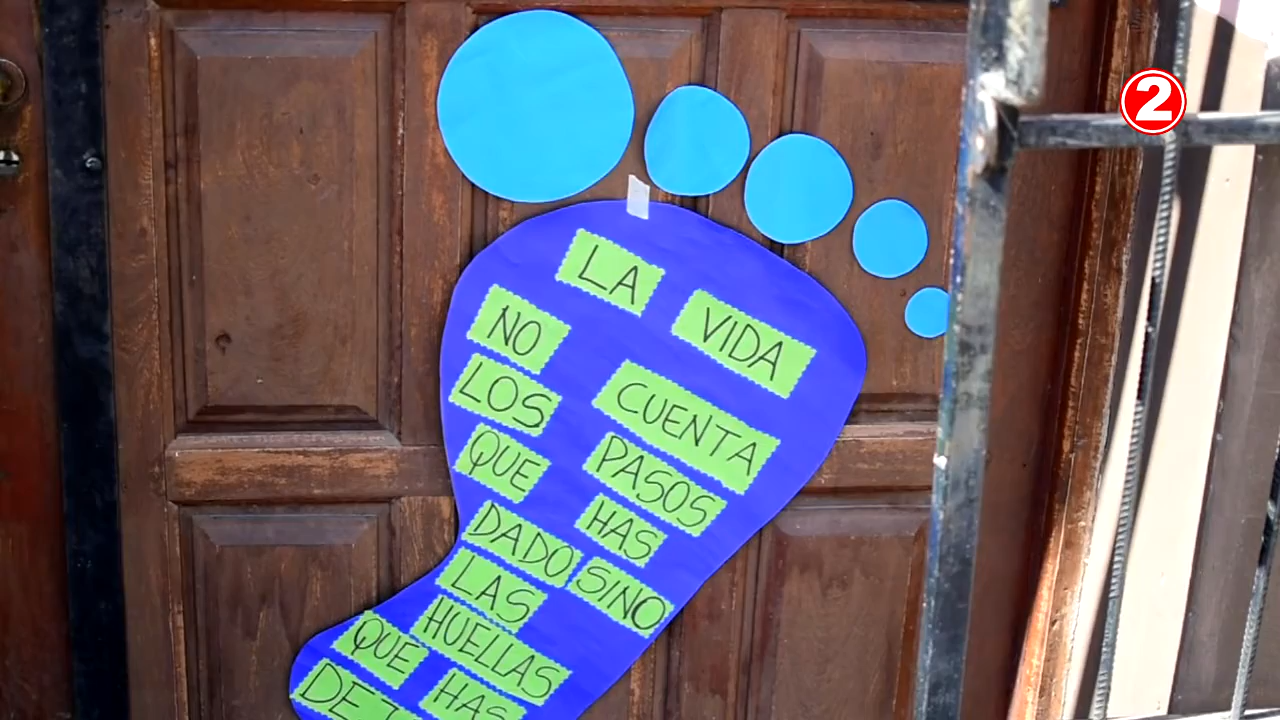 2
LA VIDA
NO CUENTA
LOS PASOS
QUE HAS
DADO SINO
LAS HUELLAS
QUE HAS